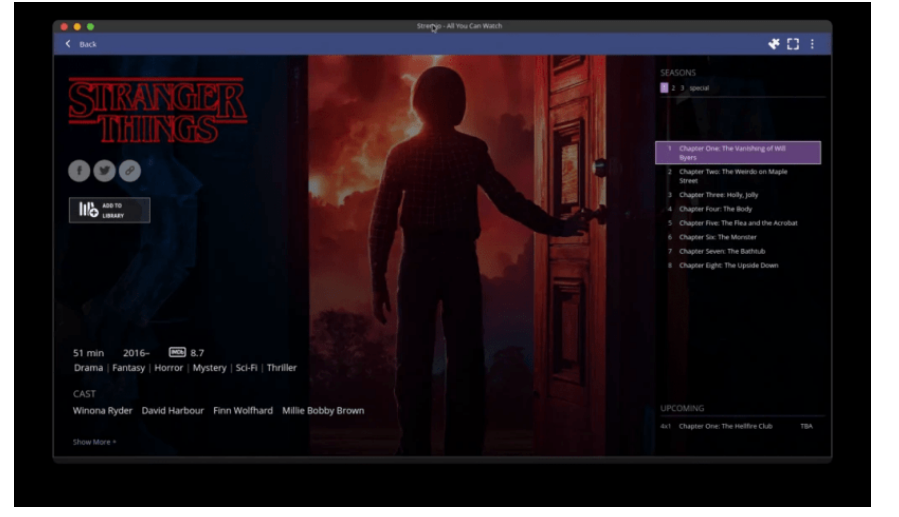 Stremio - All You Can Watch
Back
STRANGER
THINGS
ADD TO
LIBRARY
51 min 2016– IMDb 8.7
Drama | Fantasy | Horror | Mystery | Sci-Fi | Thriller
CAST
Winona Ryder David Harbour Finn Wolfhard Millie Bobby Brown
Show More +
SEASONS
1 2 3 special
1 Chapter One: The Vanishing of Will
Byers
2 Chapter Two: The Weirdo on Maple
Street
3 Chapter Three: Holly, Jolly
4 Chapter Four: The Body
5 Chapter Five: The Flea and the Acrobat
6 Chapter Six: The Monster
7 Chapter Seven: The Bathtub
8 Chapter Eight: The Upside Down
UPCOMING
4x1 Chapter One: The Hellfire Club TBA